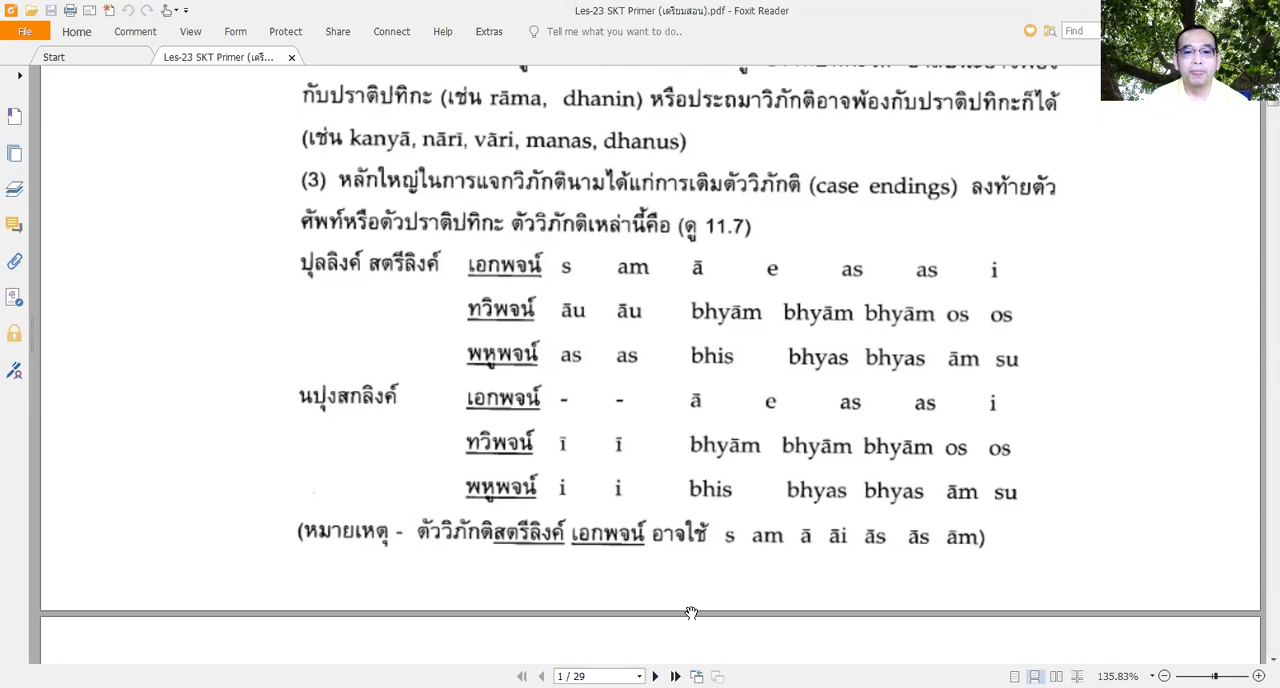 Les-23 SKT Primer (เตรียมสอน).pdf - Foxit Reader
File Home Comment View Form Protect Share Connect Help Extras Tell me what you want to do.. Find
Start Les-23 SKT Primer (เตรี...
กับปราติปทิกะ (เช่น rāma, dhanin) หรือประถมาวิภักติอาจพ้องกับปราติปทิกะก็ได้
(เช่น kanyā, nārī, vāri, manas, dhanus)
(3) หลักใหญ่ในการแจกวิภักตินามได้แก่การเติมตัววิภักติ (case endings) ลงท้ายตัว
ศัพท์หรือตัวปราติปทิกะ ตัววิภักติเหล่านี้คือ (ดู 11.7)
ปุลลิงค์ สตรีลิงค์ เอกพจน์ s am ā e as as i
ทวิพจน์ āu āu bhyām bhyām bhyām os os
พหูพจน์ as as bhis bhyas bhyas ām su
นปุงสกลิงค์ เอกพจน์ - - ā e as as i
ทวิพจน์ ī ī bhyām bhyām bhyām os os
พหูพจน์ i i bhis bhyas bhyas ām su
(หมายเหตุ - ตัววิภักติสตรีลิงค์ เอกพจน์ อาจใช้ s am ā āi ās ās ām)
1 / 29 135.83%